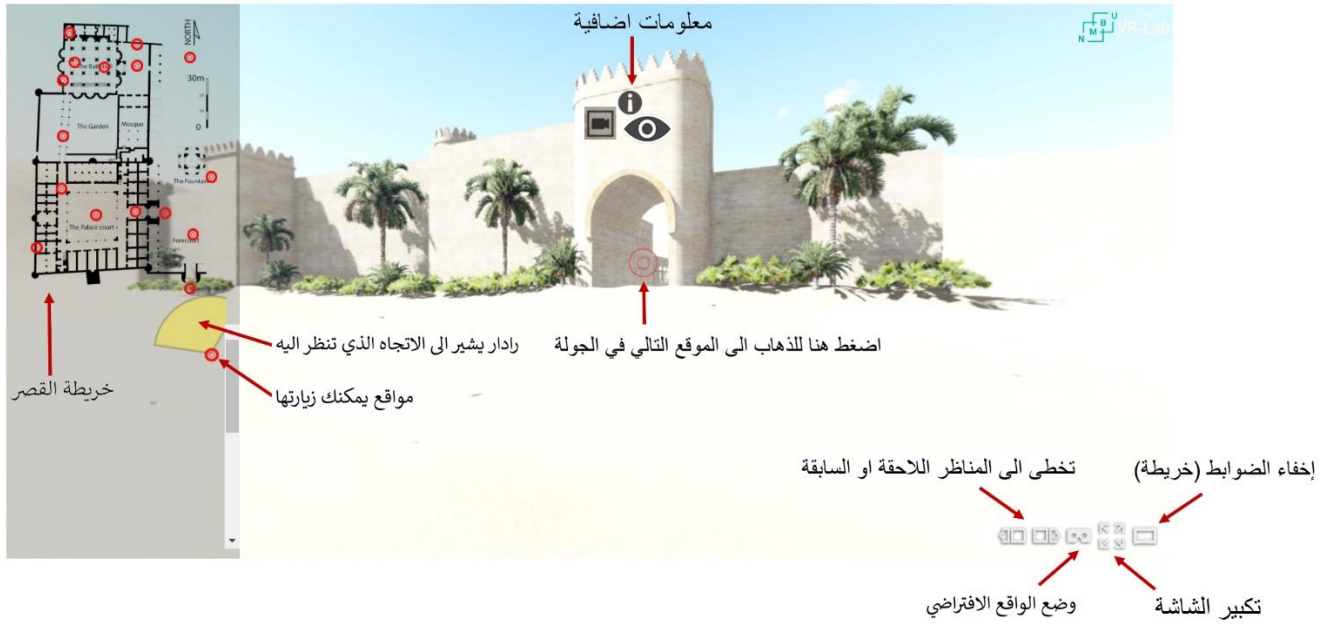 معلومات اضافية
U
B
M
N
VR-Lab
NORTH
30m
0
The Garden
Mosque
The Fountain
The Palace court
Forecourt
رادار يشير الى الاتجاه الذي تنظر اليه
اضغط هنا للذهاب الى الموقع التالي في الجولة
خريطة القصر
مواقع يمكنك زيارتها
تخطى الى المناظر اللاحقة او السابقة
إخفاء الضوابط (خريطة)
وضع الواقع الافتراضي
تكبير الشاشة